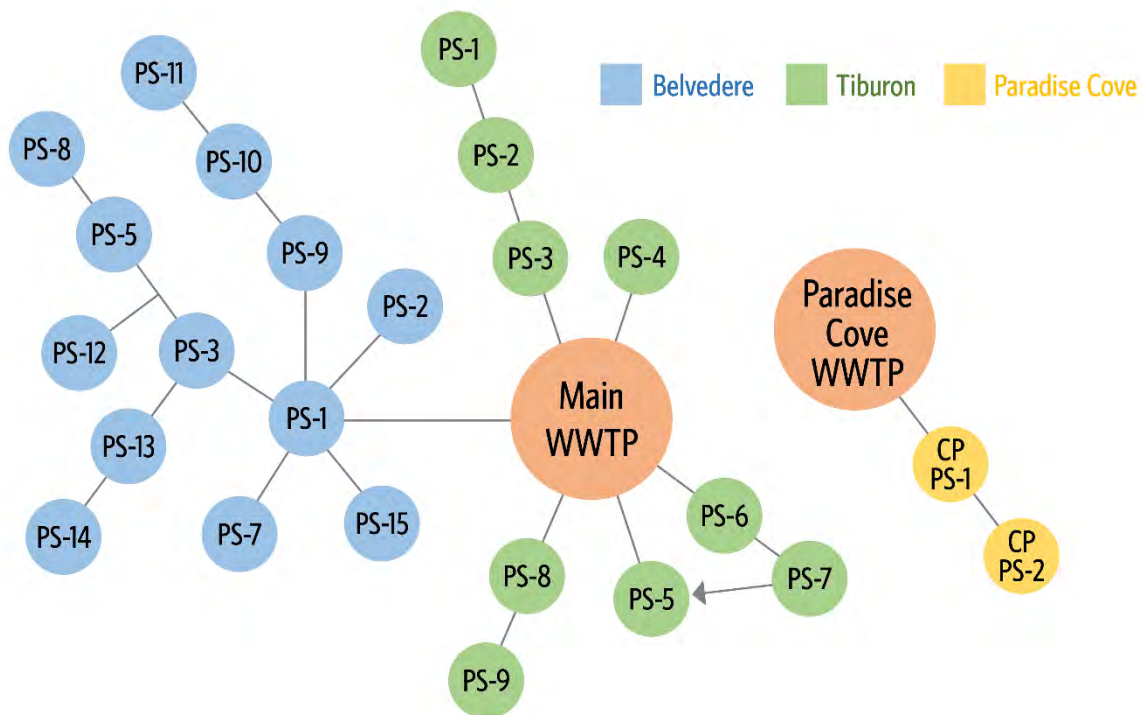 PS-1
PS-11
Belvedere
Tiburon
Paradise Cove
PS-8
PS-10
PS-2
PS-5
PS-9
PS-3
PS-4
PS-2
Paradise
Cove
WWTP
PS-12
PS-3
PS-1
Main
WWTP
PS-13
CP
PS-1
PS-14
PS-7
PS-15
PS-6
CP
PS-2
PS-8
PS-5
PS-7
PS-9